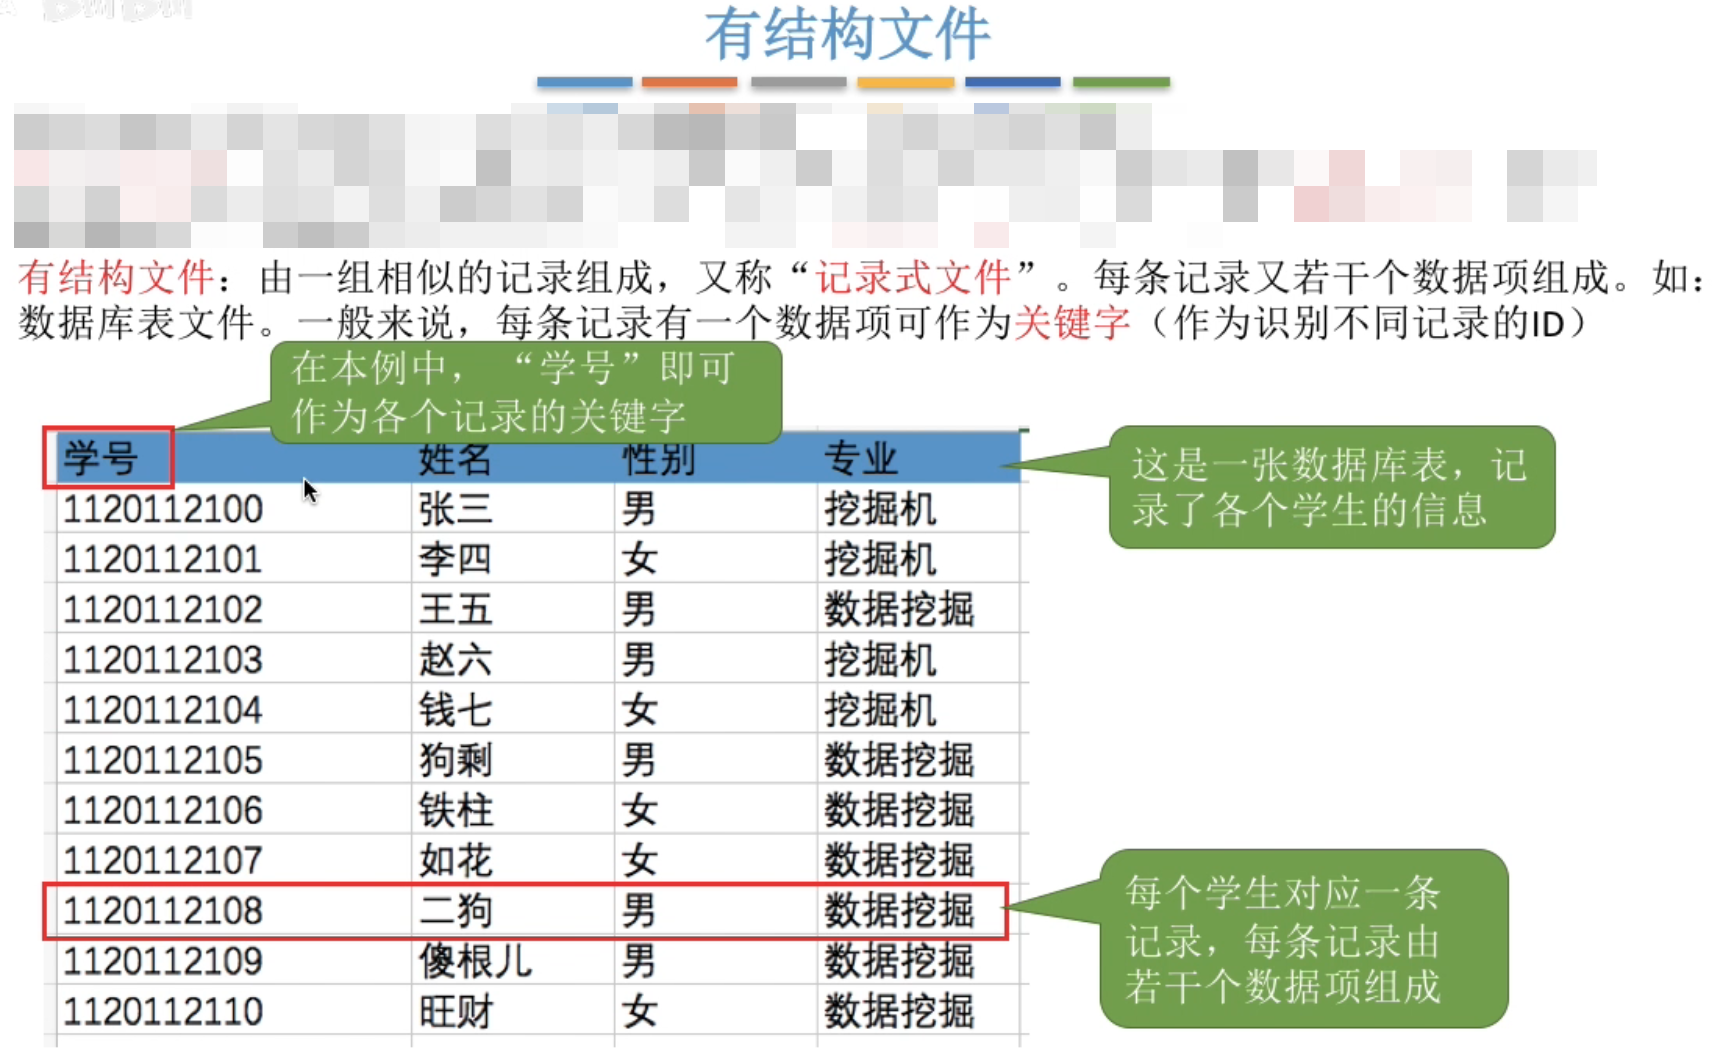 有结构文件
有结构文件：由一组相似的记录组成，又称“记录式文件”。每条记录又若干个数据项组成。如：
数据库表文件。一般来说，每条记录有一个数据项可作为关键字（作为识别不同记录的ID）
在本例中，“学号”即可
作为各个记录的关键字
学号 姓名 性别 专业
这是一张数据库表，记
录了各个学生的信息
1120112100 张三 男 挖掘机
1120112101 李四 女 挖掘机
1120112102 王五 男 数据挖掘
1120112103 赵六 男 挖掘机
1120112104 钱七 女 挖掘机
1120112105 狗剩 男 数据挖掘
1120112106 铁柱 女 数据挖掘
1120112107 如花 女 数据挖掘
1120112108 二狗 男 数据挖掘
1120112109 傻根儿 男 数据挖掘
1120112110 旺财 女 数据挖掘
每个学生对应一条
记录，每条记录由
若干个数据项组成